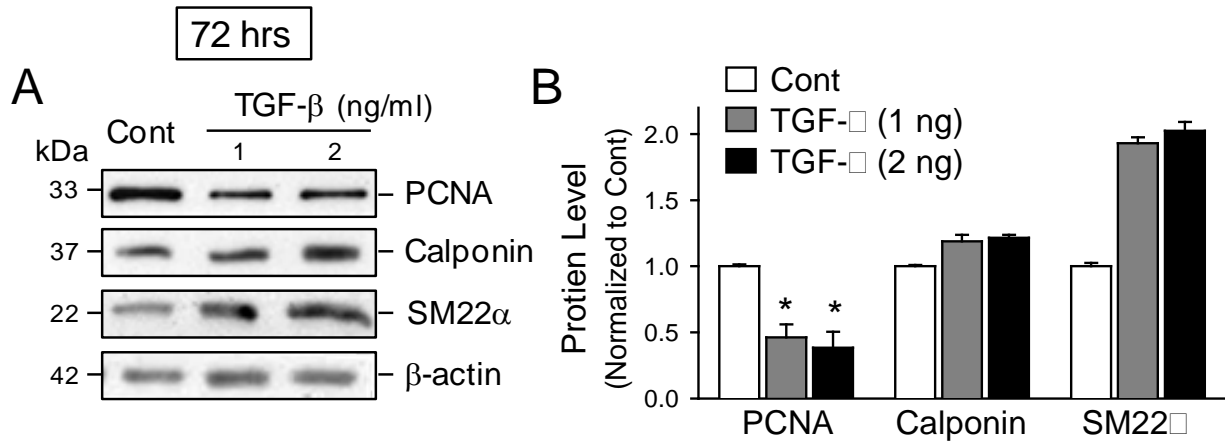 72 hrs
A
TGF-β (ng/ml)
Cont
kDa
1 2
33 PCNA
37 Calponin
22 SM22α
42 β-actin
B
Cont
TGF-□ (1 ng)
TGF-□ (2 ng)
Protien Level
(Normalized to Cont)
2.0
1.0
0.5
0.0
* *
PCNA Calponin SM22□